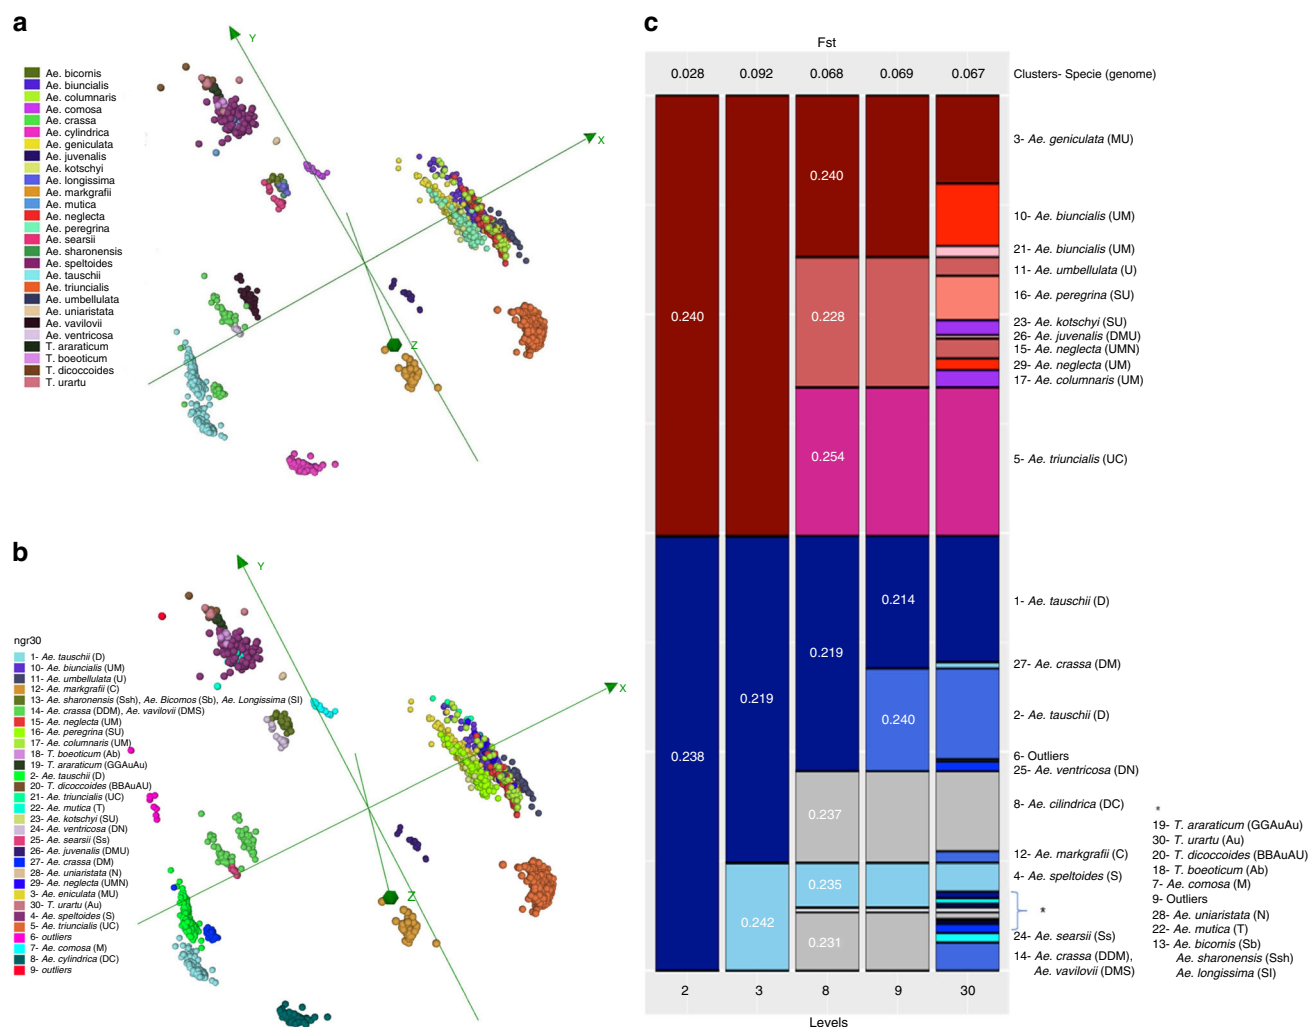 a
Y
X
Z
Ae. bicornis
Ae. biuncialis
Ae. columnaris
Ae. comosa
Ae. crassa
Ae. cylindrica
Ae. geniculata
Ae. juvenalis
Ae. kotschyi
Ae. longissima
Ae. markgrafii
Ae. mutica
Ae. neglecta
Ae. peregrina
Ae. searsii
Ae. sharonensis
Ae. speltoides
Ae. tauschii
Ae. triuncialis
Ae. umbellulata
Ae. uniaristata
Ae. vavilovii
Ae. ventricosa
T. araraticum
T. boeoticum
T. dicoccoides
T. urartu
b
Y
X
Z
ngr30
1- Ae. tauschii (D)
10- Ae. biuncialis (UM)
11- Ae. umbellulata (U)
12- Ae. markgrafii (C)
13- Ae. sharonensis (Ssh), Ae. Bicornos (Sb), Ae. Longissima (Sl)
14- Ae. crassa (DDM), Ae. vavilovii (DMS)
15- Ae. neglecta (UM)
16- Ae. peregrina (SU)
17- Ae. columnaris (UM)
18- T. boeoticum (Ab)
19- T. araraticum (GGAuAu)
2- Ae. tauschii (D)
20- T. dicoccoides (BBAuAU)
21- Ae. triuncialis (UC)
22- Ae. mutica (T)
23- Ae. kotschyi (SU)
24- Ae. ventricosa (DN)
25- Ae. searsii (Ss)
26- Ae. juvenalis (DMU)
27- Ae. crassa (DM)
28- Ae. uniaristata (N)
29- Ae. neglecta (UMN)
3- Ae. eniculata (MU)
30- T. urartu (Au)
4- Ae. speltoides (S)
5- Ae. triuncialis (UC)
6- outliers
7- Ae. comosa (M)
8- Ae. cylindrica (DC)
9- outliers
c
Fst
0.028 0.092 0.068 0.069 0.067 Clusters- Specie (genome)
0.240
0.238
0.219
0.242
0.240
0.228
0.254
0.219
0.237
0.235
0.231
0.214
0.240
3- Ae. geniculata (MU)
10- Ae. biuncialis (UM)
21- Ae. biuncialis (UM)
11- Ae. umbellulata (U)
16- Ae. peregrina (SU)
23- Ae. kotschyi (SU)
26- Ae. juvenalis (DMU)
15- Ae. neglecta (UMN)
29- Ae. neglecta (UM)
17- Ae. columnaris (UM)
5- Ae. triuncialis (UC)
1- Ae. tauschii (D)
27- Ae. crassa (DM)
2- Ae. tauschii (D)
6- Outliers
25- Ae. ventricosa (DN)
8- Ae. cilindrica (DC)
12- Ae. markgrafii (C)
4- Ae. speltoides (S)
*
24- Ae. searsii (Ss)
14- Ae. crassa (DDM),
Ae. vavilovii (DMS)
*
19- T. araraticum (GGAuAu)
30- T. urartu (Au)
20- T. dicoccoides (BBAuAU)
18- T. boeoticum (Ab)
7- Ae. comosa (M)
9- Outliers
28- Ae. uniaristata (N)
22- Ae. mutica (T)
13- Ae. bicornis (Sb)
Ae. sharonensis (Ssh)
Ae. longissima (Sl)
2 3 8 9 30
Levels